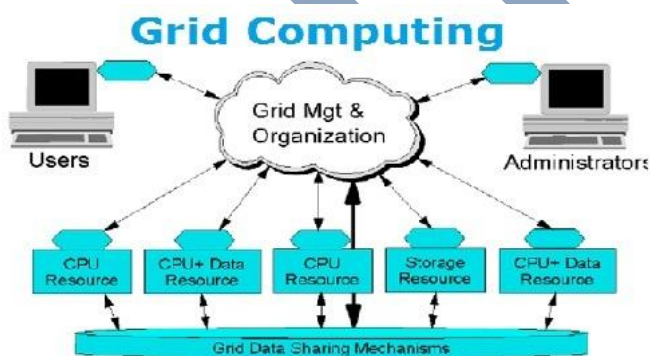 Grid Computing
Grid Mgt &
Organization
Users
Administrators
CPU
Resource
CPU+ Data
Resource
CPU
Resource
Storage
Resource
CPU+ Data
Resource
Grid Data Sharing Mechanisms